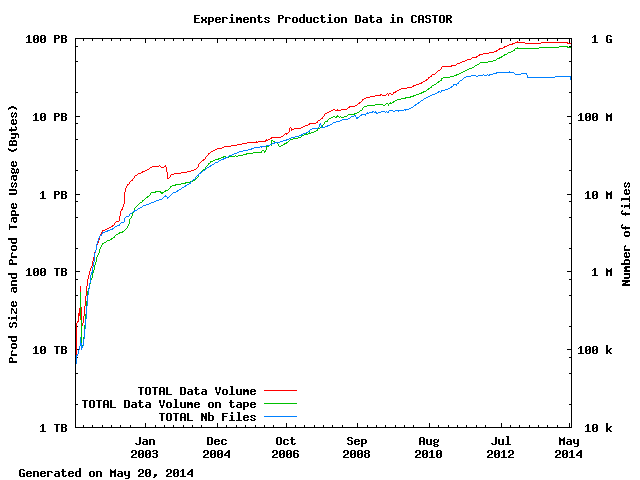 Experiments Production Data in CASTOR
100 PB
10 PB
1 PB
100 TB
10 TB
1 TB
Prod Size and Prod Tape Usage (Bytes)
1 G
100 M
10 M
1 M
100 k
10 k
Number of files
TOTAL Data Volume
TOTAL Data Volume on tape
TOTAL Nb Files
Jan 2003
Dec 2004
Oct 2006
Sep 2008
Aug 2010
Jul 2012
May 2014
Generated on May 20, 2014